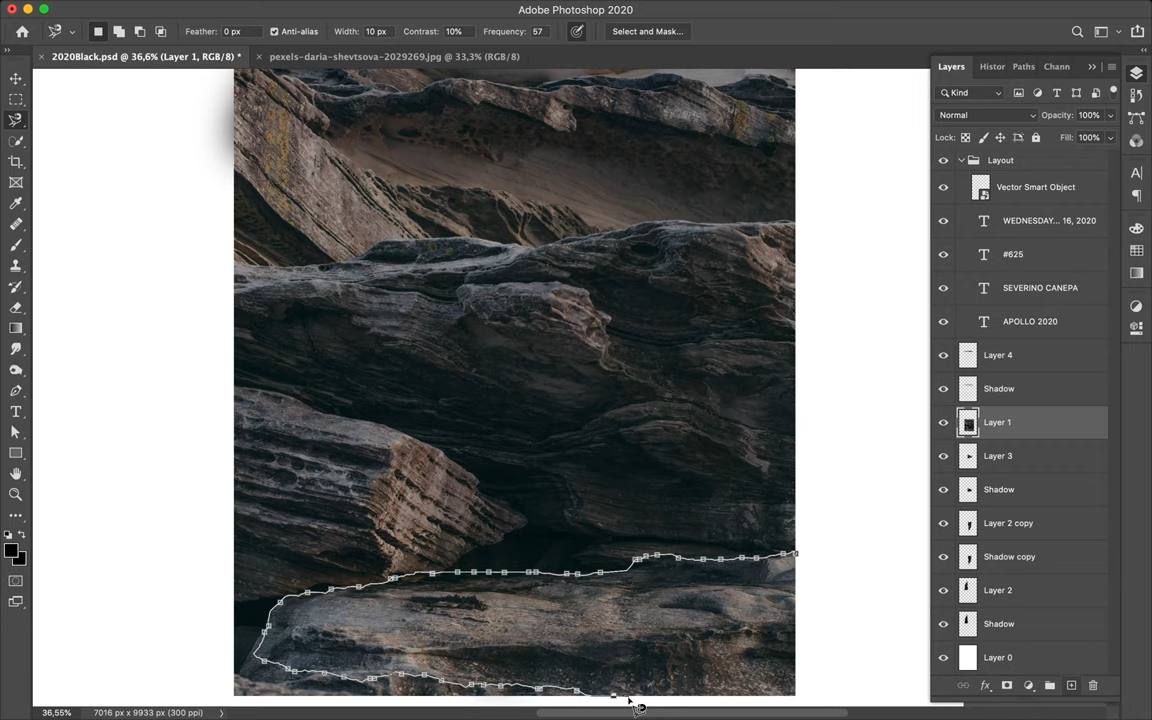 Adobe Photoshop 2020
Feather: 0 px
Anti-alias
Width: 10 px
Contrast: 10%
Frequency: 57
Select and Mask...
2020Black.psd @ 36,6% (Layer 1, RGB/8) *
pexels-daria-shevtsova-2029269.jpg @ 33,3% (RGB/8)
Layers
Histor
Paths
Chann
Kind
Normal
Opacity: 100%
Lock:
Fill: 100%
Layout
Vector Smart Object
WEDNESDAY... 16, 2020
#625
SEVERINO CANEPA
APOLLO 2020
Layer 4
Shadow
Layer 1
Layer 3
Shadow
Layer 2 copy
Shadow copy
Layer 2
Shadow
Layer 0
36,55%
7016 px x 9933 px (300 ppi)